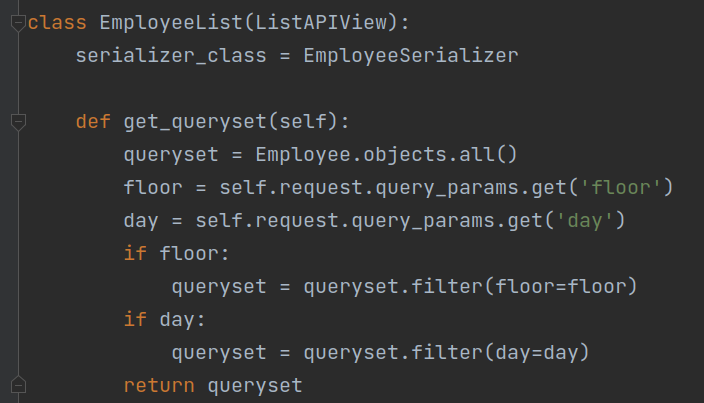 class EmployeeList(ListAPIView):
    serializer_class = EmployeeSerializer

    def get_queryset(self):
        queryset = Employee.objects.all()
        floor = self.request.query_params.get('floor')
        day = self.request.query_params.get('day')
        if floor:
            queryset = queryset.filter(floor=floor)
        if day:
            queryset = queryset.filter(day=day)
        return queryset